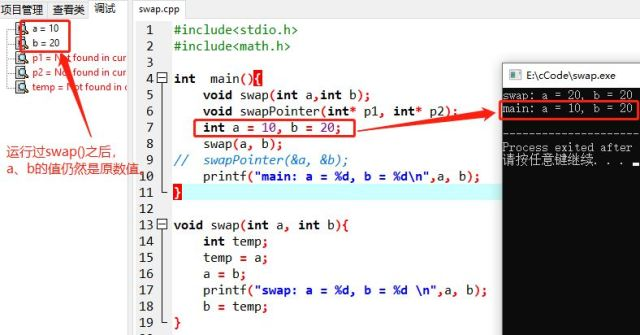 项目管理 查看类 调试
a = 10
b = 20
p1 = Not found in cur
p2 = Not found in cur
temp = Not found in c
运行过swap()之后,
a、b的值仍然是原数值
swap.cpp
1 #include<stdio.h>
2 #include<math.h>
3
4 int  main(){
5 void swap(int a,int b);
6 void swapPointer(int* p1, int* p2);
7 int a = 10, b = 20;
8 swap(a, b);
9 //  swapPointer(&a, &b);
10 printf("main: a = %d, b = %d\n",a, b);
11 }
12
13 void swap(int a, int b){
14 int temp;
15 temp = a;
16 a = b;
17 printf("swap: a = %d, b = %d \n",a, b);
18 b = temp;
19 }
E:\cCode\swap.exe
swap: a = 20, b = 20
main: a = 10, b = 20
Process exited after
请按任意键继续. . .